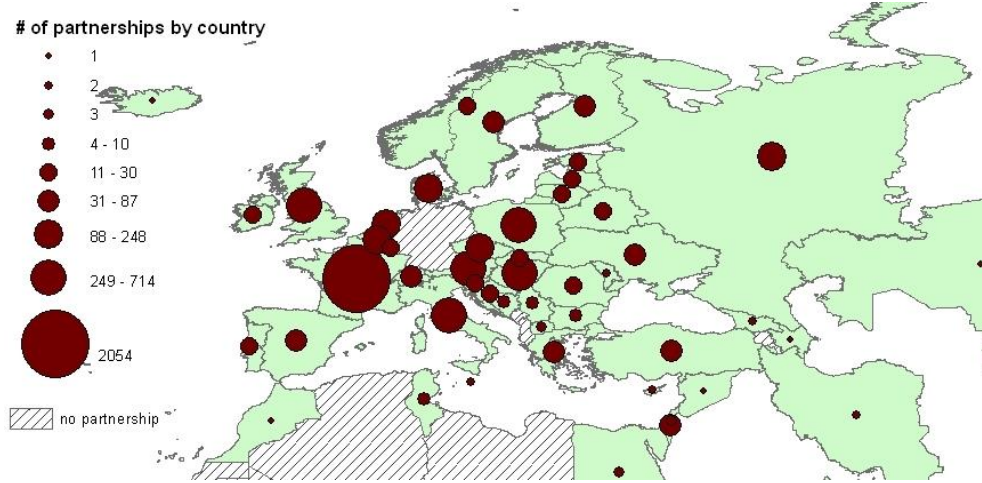 # of partnerships by country
1
2
3
4 - 10
11 - 30
31 - 87
88 - 248
249 - 714
2054
no partnership